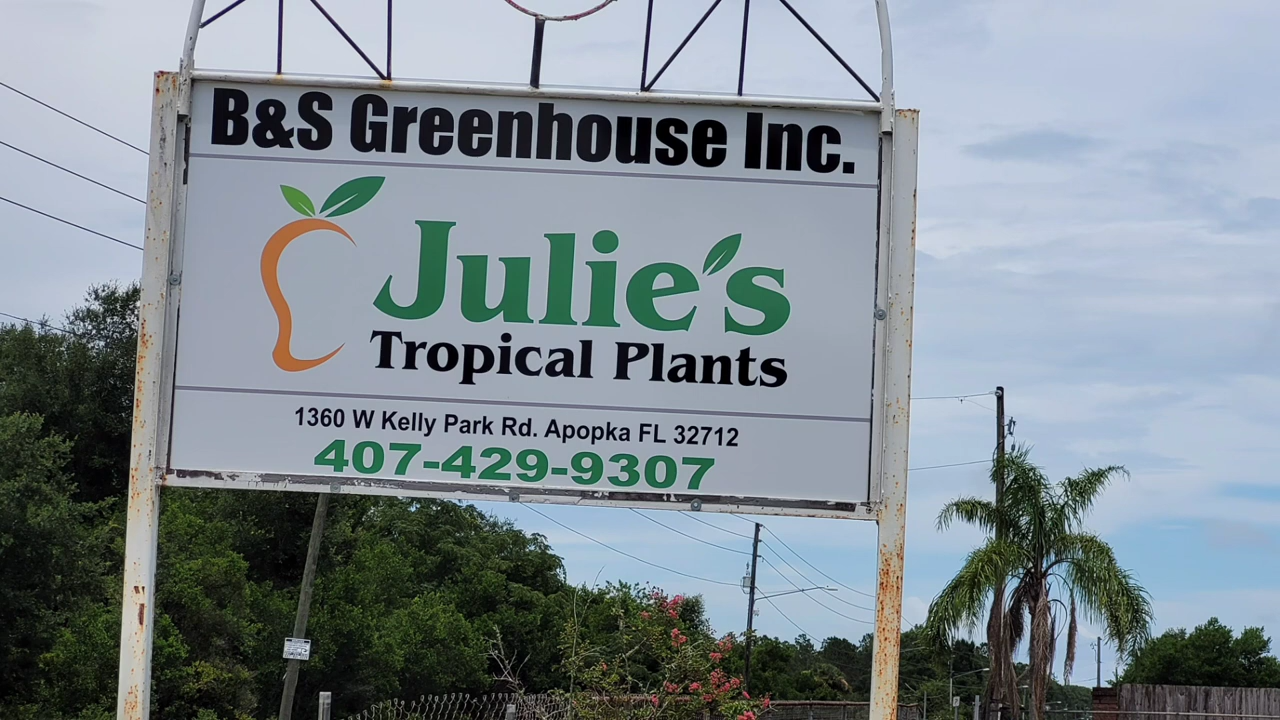 B&S Greenhouse Inc.
Julie's
Tropical Plants
1360 W Kelly Park Rd. Apopka FL 32712
407-429-9307